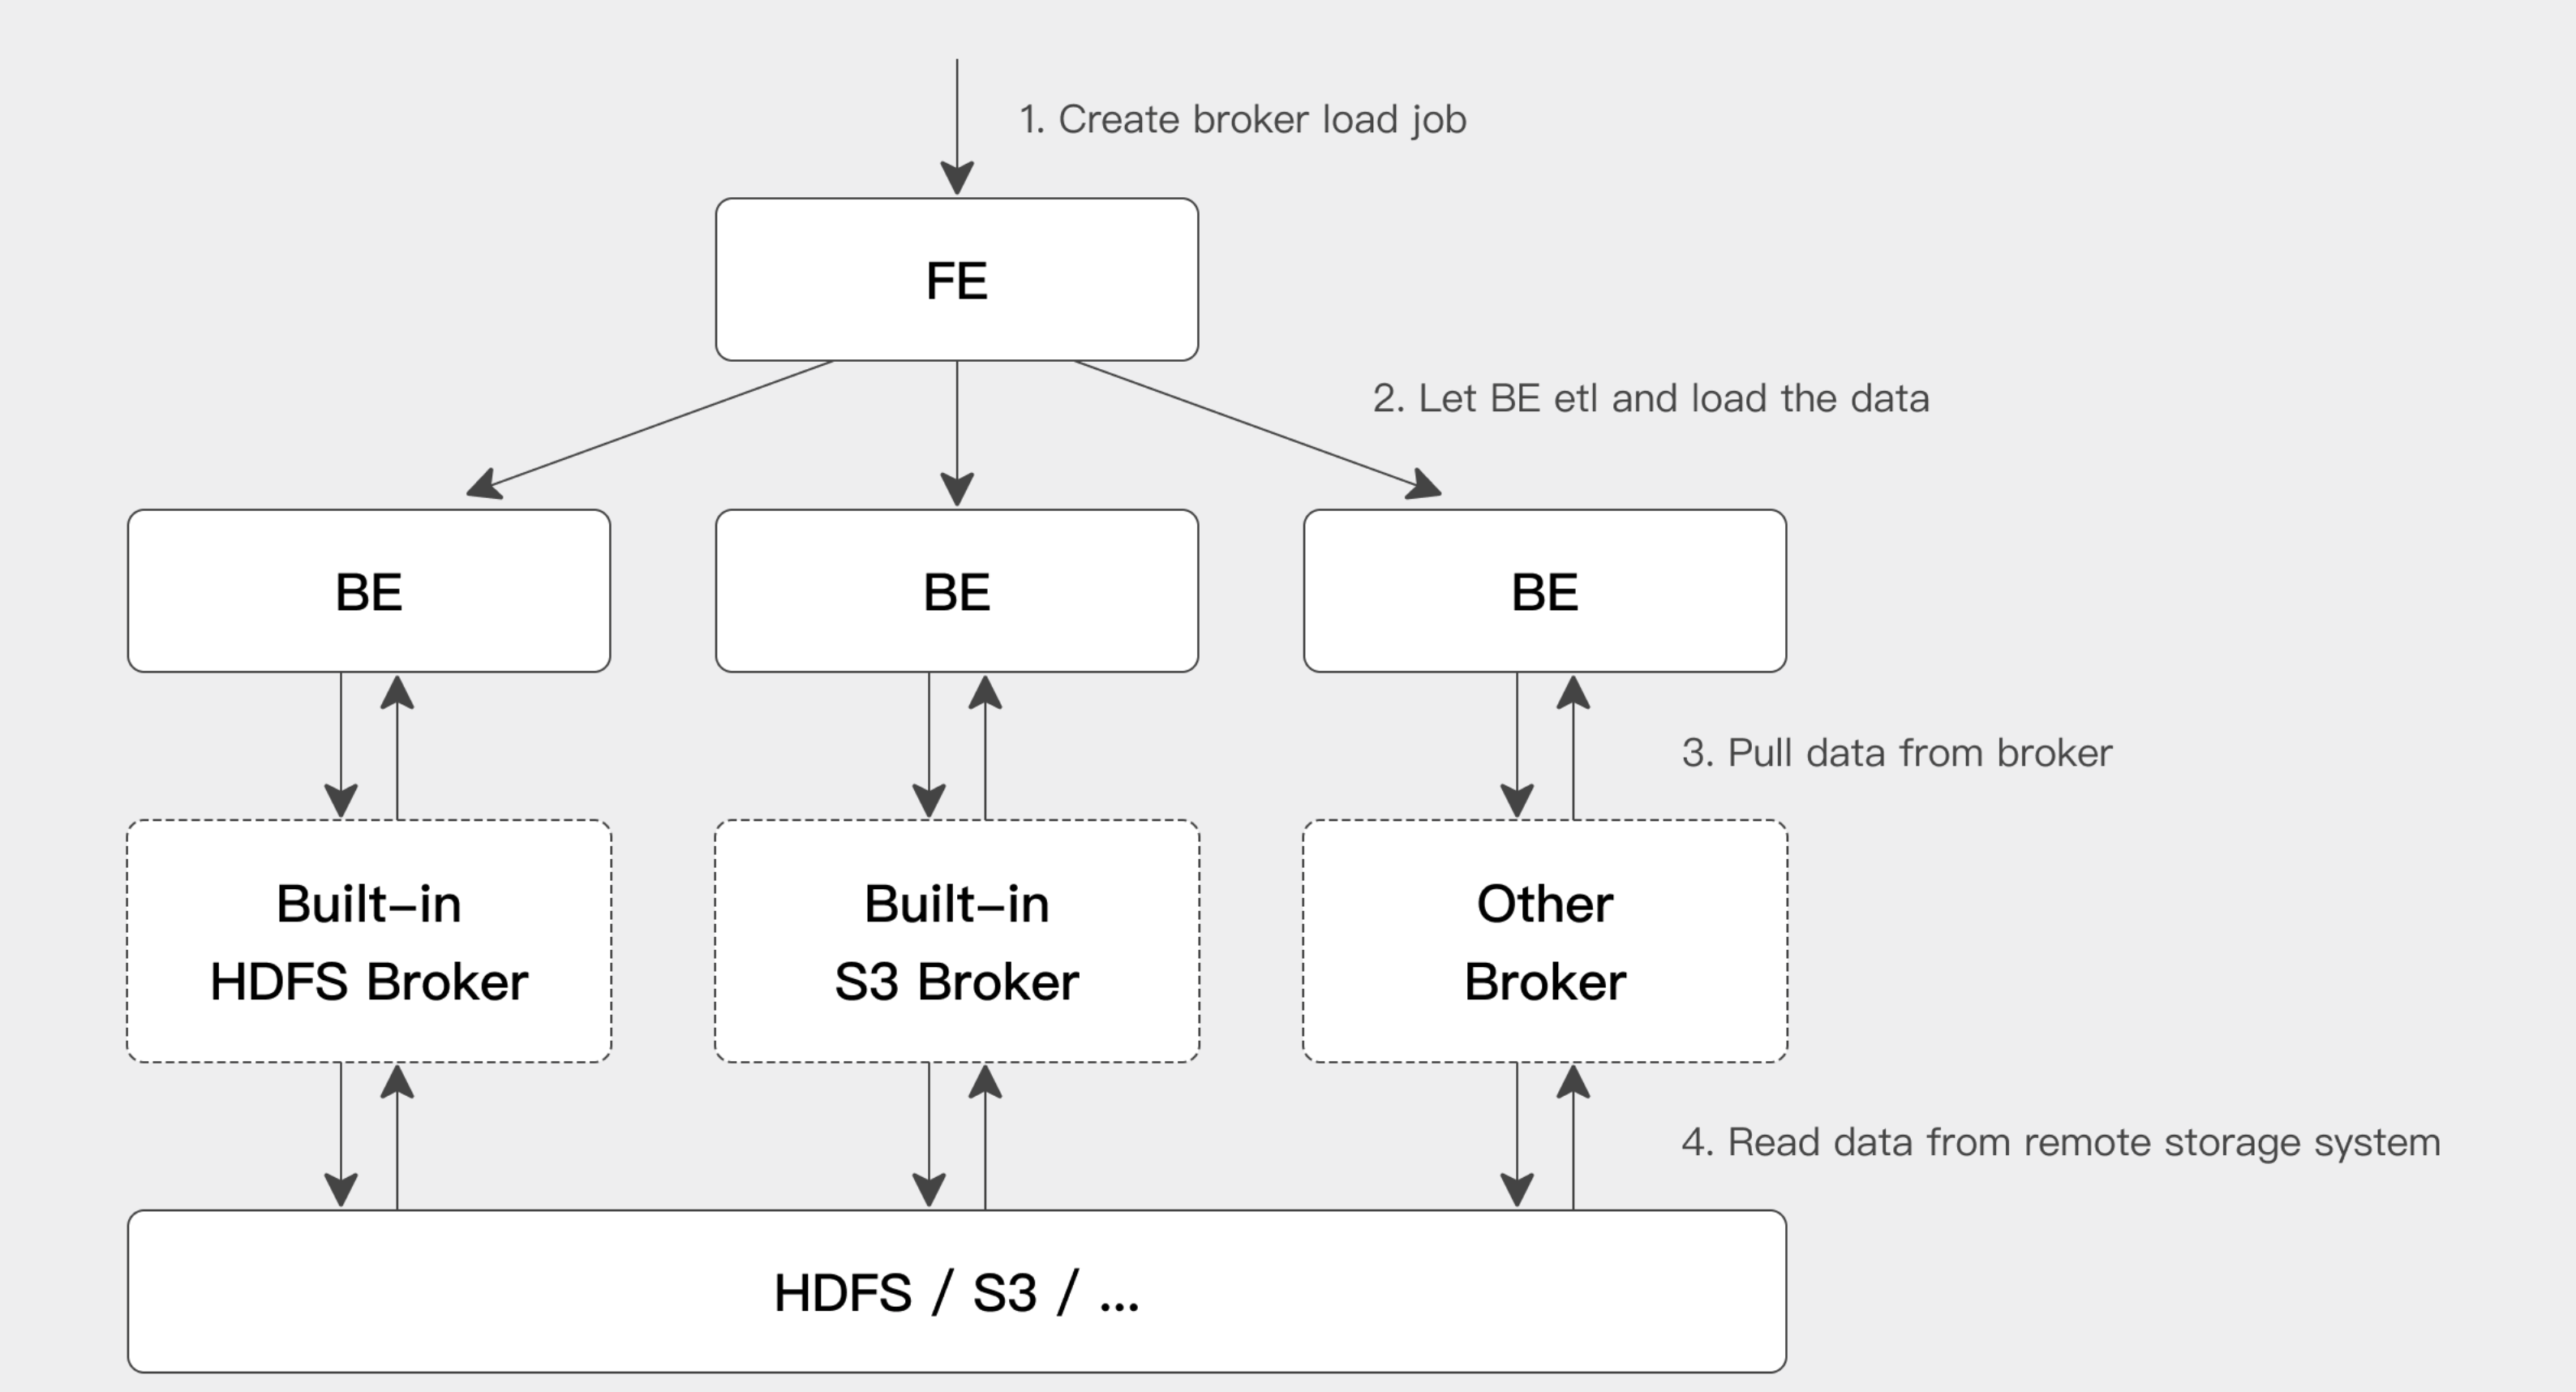 1. Create broker load job
FE
2. Let BE etl and load the data
BE
BE
BE
3. Pull data from broker
Built-in
HDFS Broker
Built-in
S3 Broker
Other
Broker
4. Read data from remote storage system
HDFS / S3 / ...